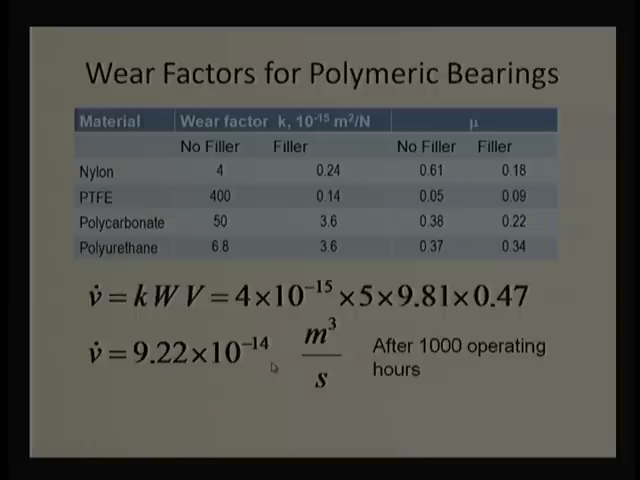 Wear Factors for Polymeric Bearings
Material Wear factor k, 10⁻¹⁵ m²/N μ
No Filler Filler No Filler Filler
Nylon 4 0.24 0.61 0.18
PTFE 400 0.14 0.05 0.09
Polycarbonate 50 3.6 0.38 0.22
Polyurethane 6.8 3.6 0.37 0.34
v̇ = k W V = 4×10⁻¹⁵ ×5×9.81×0.47
v̇ = 9.22×10⁻¹⁴ m³/s After 1000 operating
hours